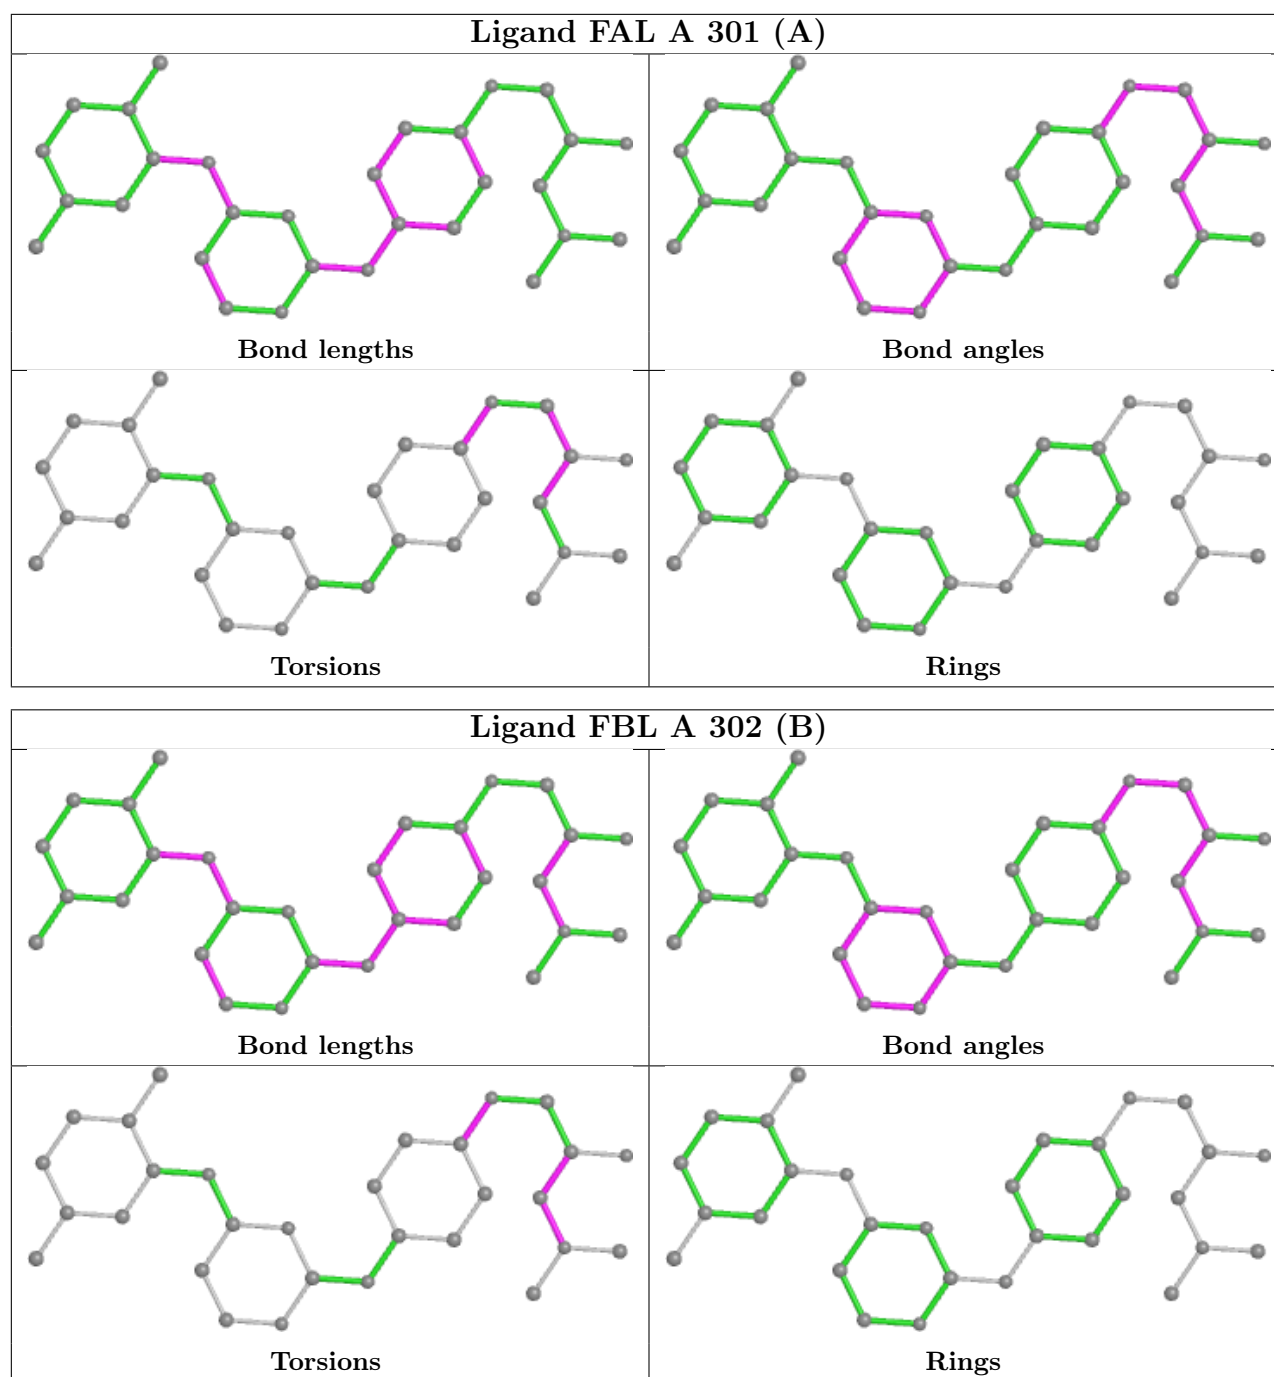 Ligand FAL A 301 (A)
Bond lengths
Bond angles
Torsions
Rings
Ligand FBL A 302 (B)
Bond lengths
Bond angles
Torsions
Rings